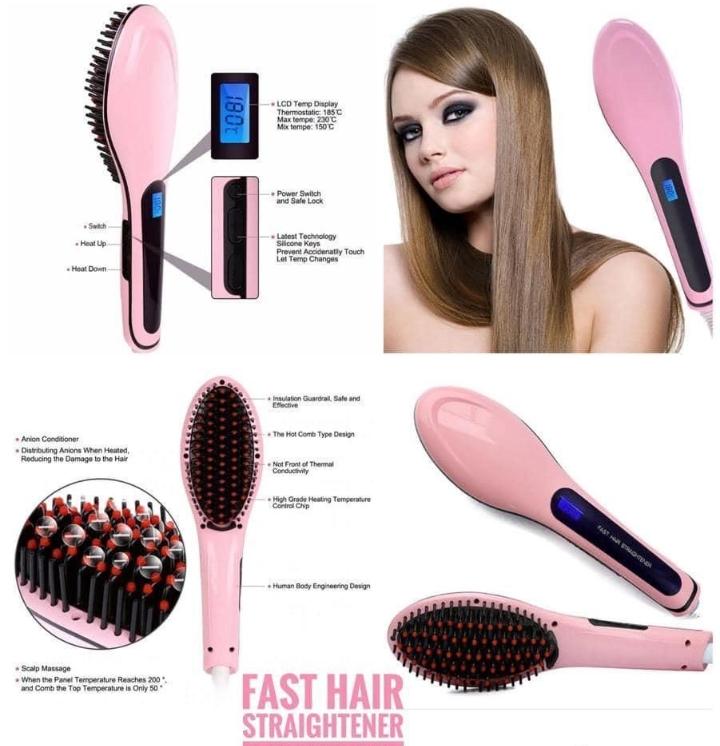 LCD Temp Display
Thermostatic: 185℃
Max tempe: 230℃
Mix tempe: 150℃
Power Switch
and Safe Lock
Switch
Heat Up
Heat Down
Latest Technology
Silicone Keys
Prevent Accidenatlly Touch
Let Temp Changes
Insulation Guardrail, Safe and
Effective
Anion Conditioner
Distributing Anions When Heated,
Reducing the Damage to the Hair
The Hot Comb Type Design
Not Front of Thermal
Conductivity
High Grade Heating Temperature
Control Chip
Human Body Engineering Design
FAST HAIR STRAIGHTENER
Scalp Massage
When the Panel Temperature Reaches 200 °,
and Comb the Top Temperature is Only 50 °
FAST HAIR
STRAIGHTENER